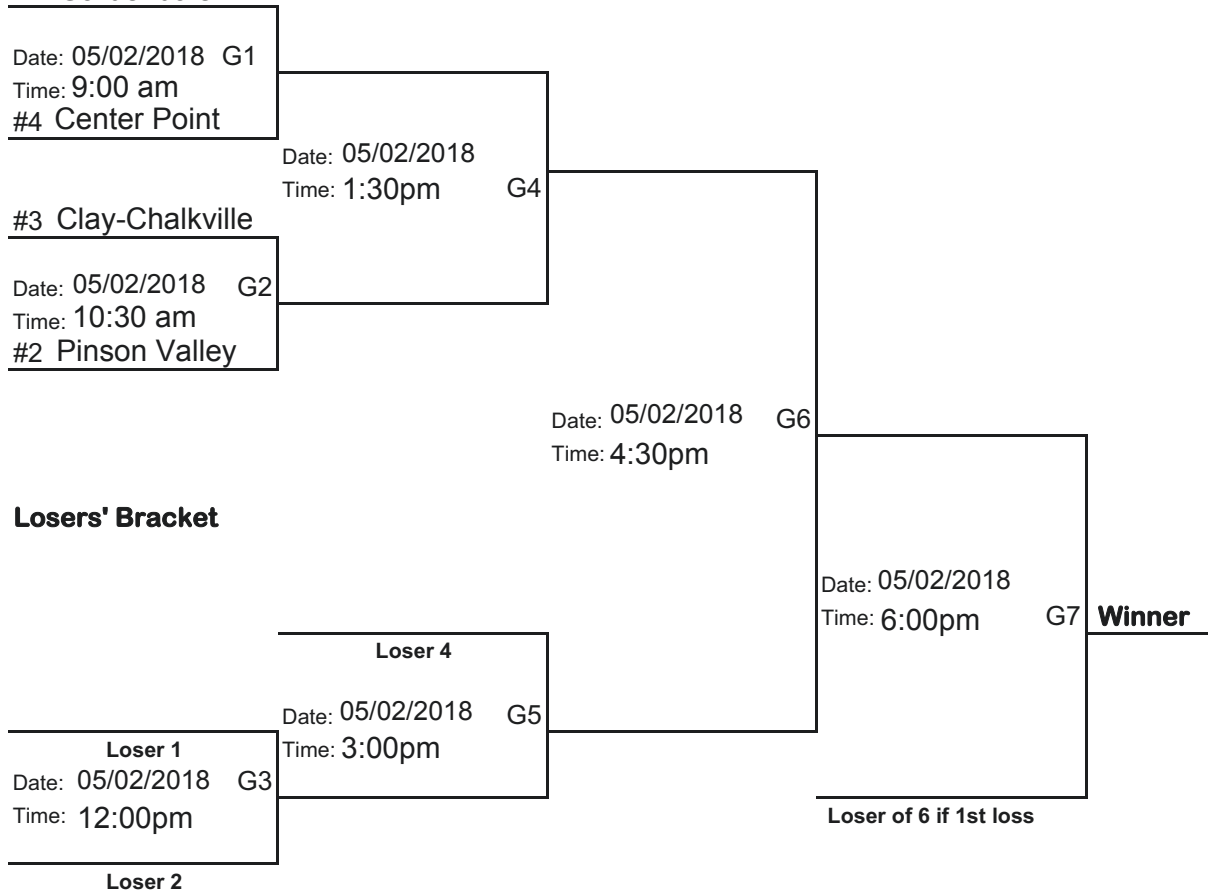 Date: 05/02/2018 G1
Time: 9:00 am
#4 Center Point
Date: 05/02/2018
Time: 1:30pm G4
#3 Clay-Chalkville
Date: 05/02/2018 G2
Time: 10:30 am
#2 Pinson Valley
Date: 05/02/2018 G6
Time: 4:30pm
Losers' Bracket
Date: 05/02/2018
Time: 6:00pm G7 Winner
Loser 4
Date: 05/02/2018 G5
Time: 3:00pm
Loser 1
Date: 05/02/2018 G3
Time: 12:00pm
Loser of 6 if 1st loss
Loser 2